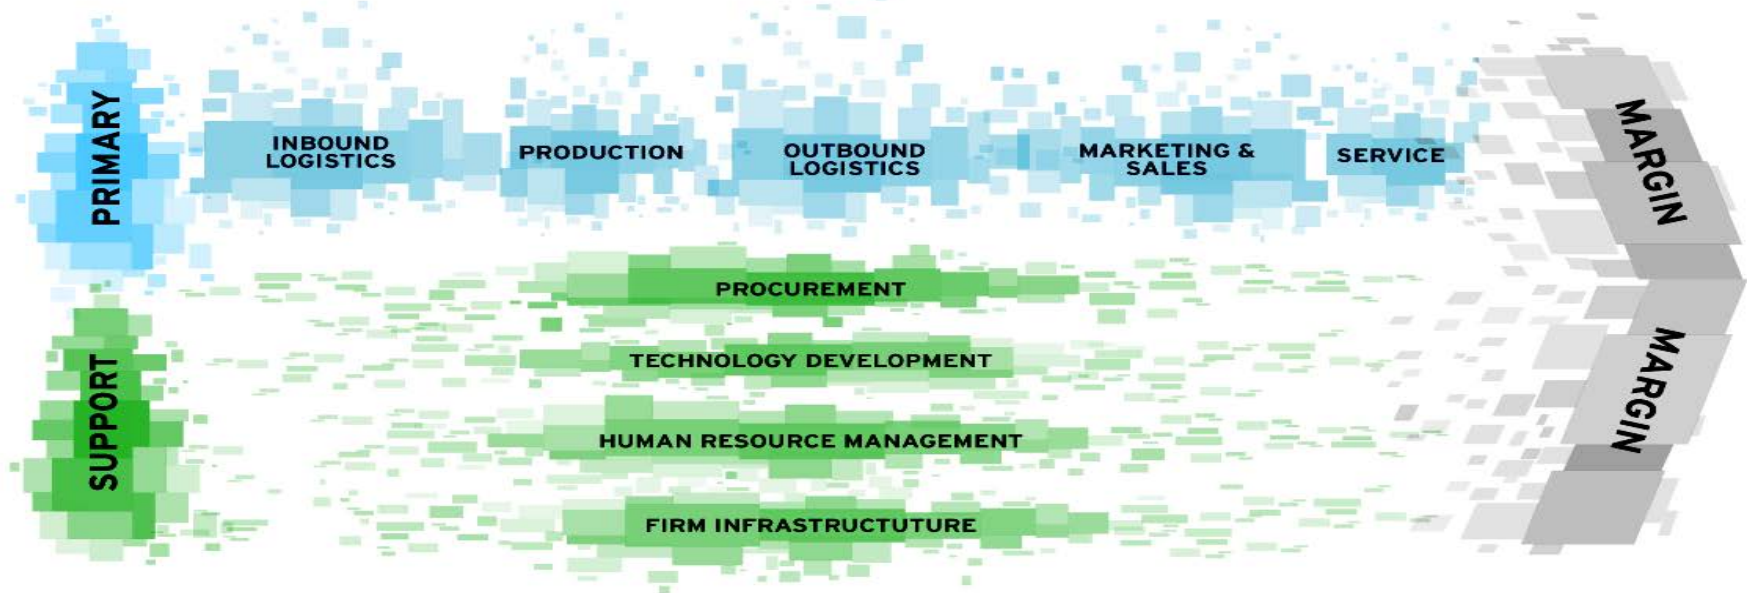 PRIMARY
INBOUND
LOGISTICS
PRODUCTION
OUTBOUND
LOGISTICS
MARKETING &
SALES
SERVICE
MARGIN
SUPPORT
PROCUREMENT
TECHNOLOGY DEVELOPMENT
HUMAN RESOURCE MANAGEMENT
FIRM INFRASTRUCTUTURE
MARGIN